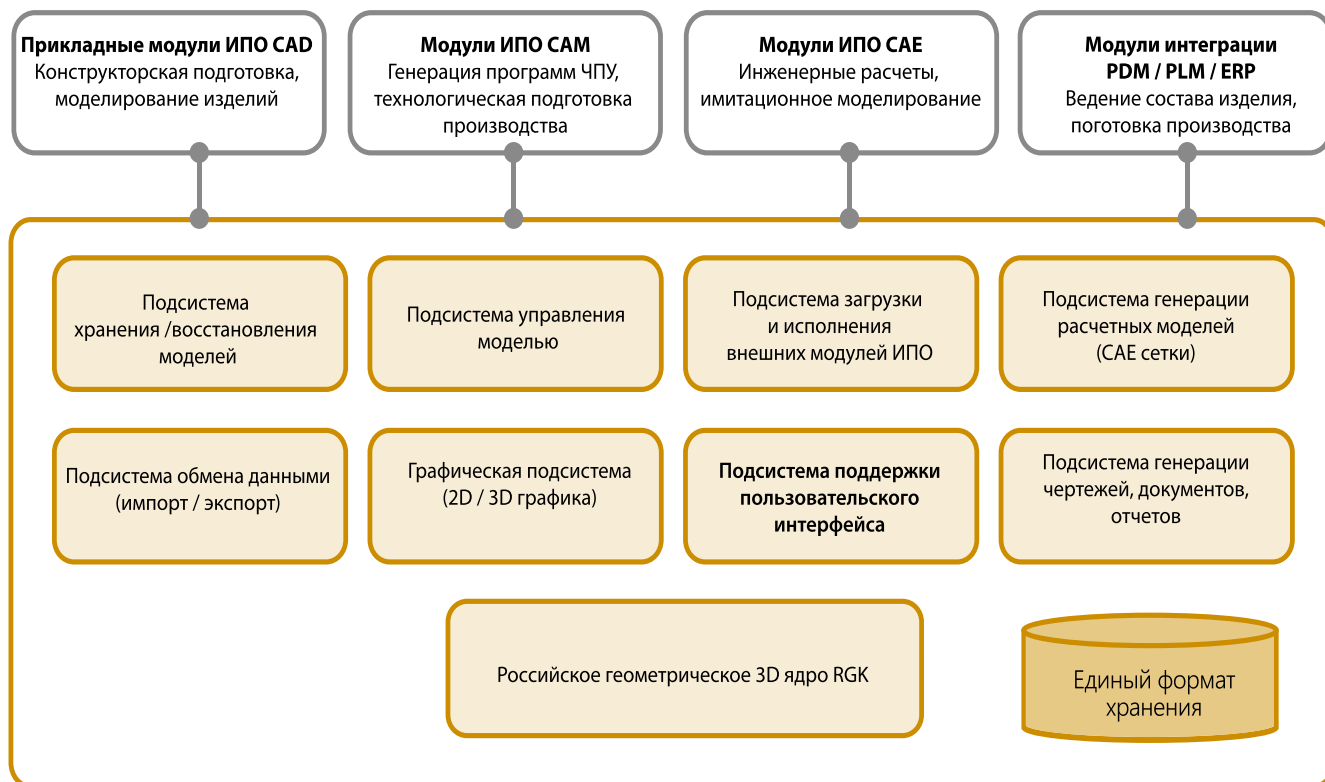 Прикладные модули ИПО CAD
Конструкторская подготовка,
моделирование изделий
Модули ИПО CAM
Генерация программ ЧПУ,
технологическая подготовка
производства
Модули ИПО CAE
Инженерные расчеты,
имитационное моделирование
Модули интеграции
PDM / PLM / ERP
Ведение состава изделия,
поготовка производства
Подсистема
хранения /восстановления
моделей
Подсистема управления
моделью
Подсистема загрузки
и исполнения
внешних модулей ИПО
Подсистема генерации
расчетных моделей
(CAE сетки)
Подсистема обмена данными
(импорт / экспорт)
Графическая подсистема
(2D / 3D графика)
Подсистема поддержки
пользовательского
интерфейса
Подсистема генерации
чертежей, документов,
отчетов
Российское геометрическое 3D ядро RGK
Единый формат
хранения